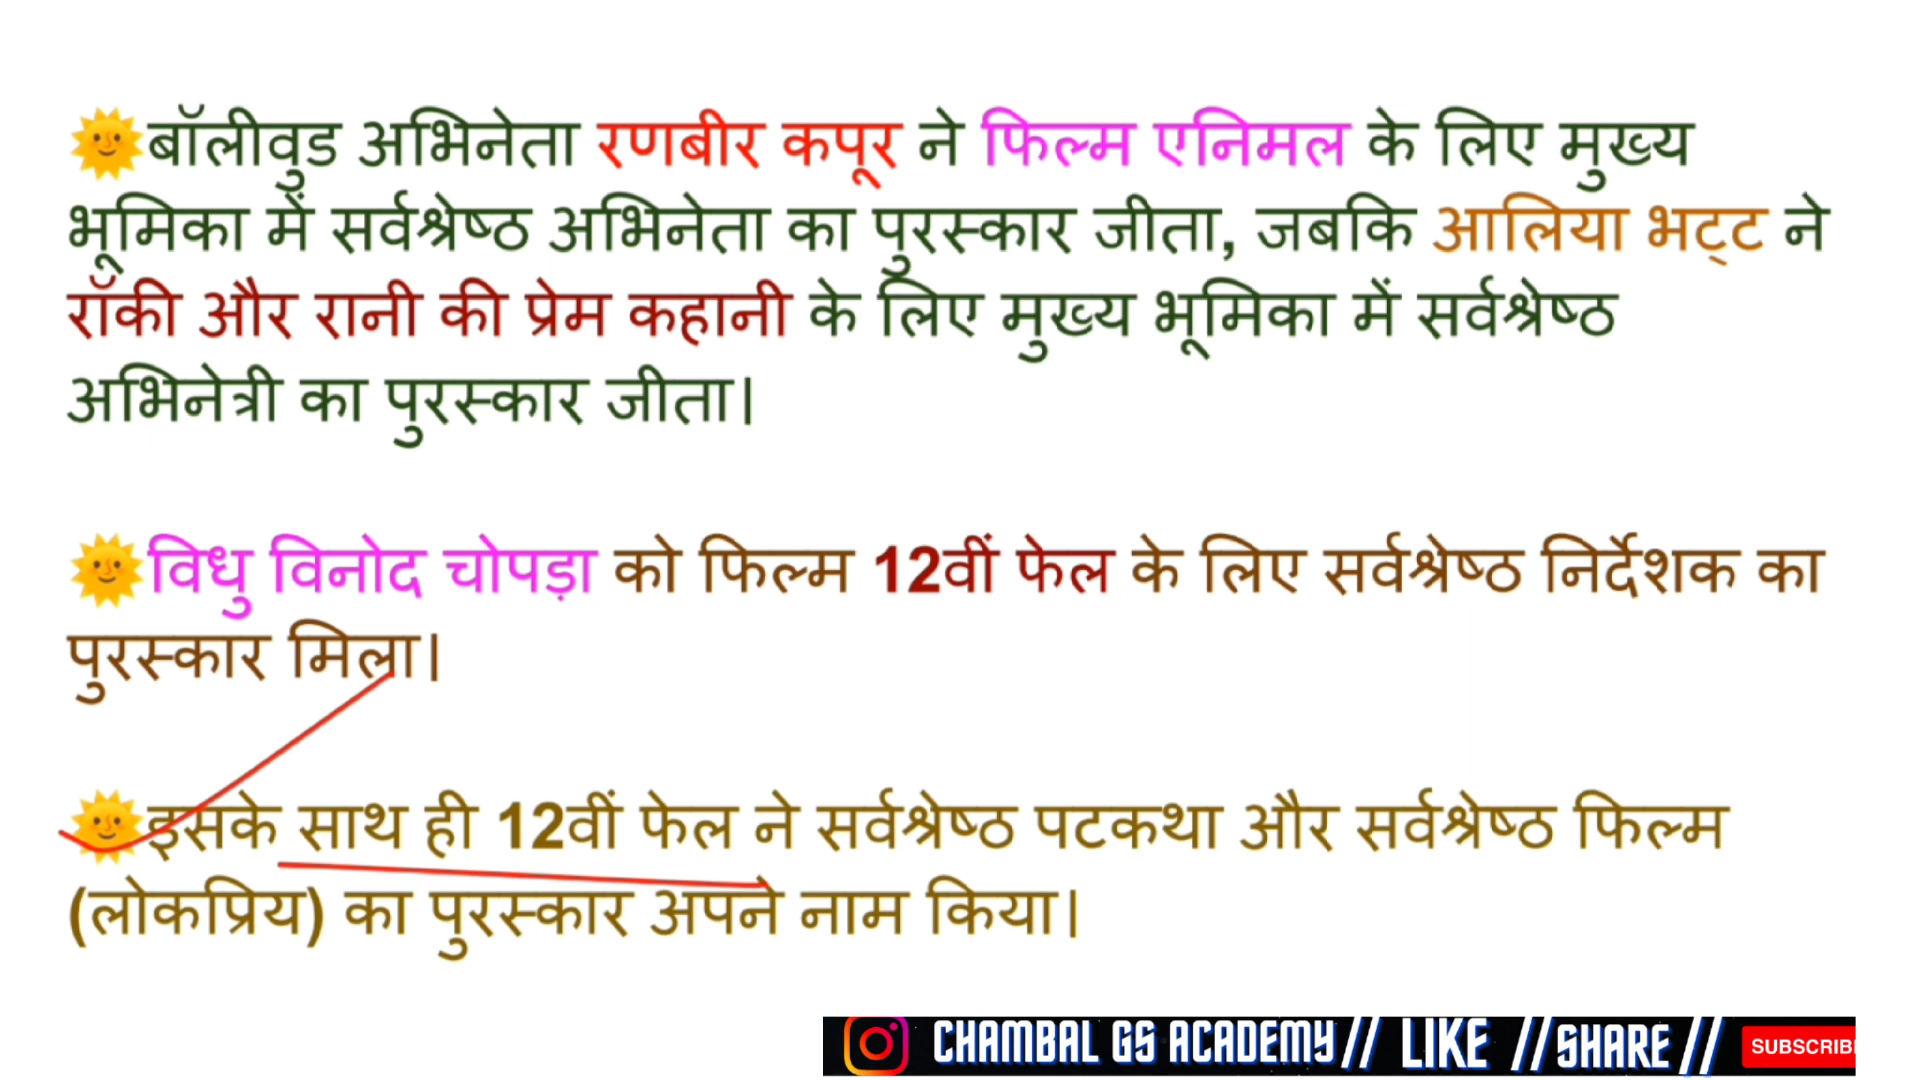 🌞बॉलीवुड अभिनेता रणबीर कपूर ने फिल्म एनिमल के लिए मुख्य
भूमिका में सर्वश्रेष्ठ अभिनेता का पुरस्कार जीता, जबकि आलिया भट्ट ने
रॉकी और रानी की प्रेम कहानी के लिए मुख्य भूमिका में सर्वश्रेष्ठ
अभिनेत्री का पुरस्कार जीता।
🌞विधु विनोद चोपड़ा को फिल्म 12वीं फेल के लिए सर्वश्रेष्ठ निर्देशक का
पुरस्कार मिला।
🌞इसके साथ ही 12वीं फेल ने सर्वश्रेष्ठ पटकथा और सर्वश्रेष्ठ फिल्म
(लोकप्रिय) का पुरस्कार अपने नाम किया।
CHAMBAL GS ACADEMY// LIKE //SHARE // SUBSCRIB